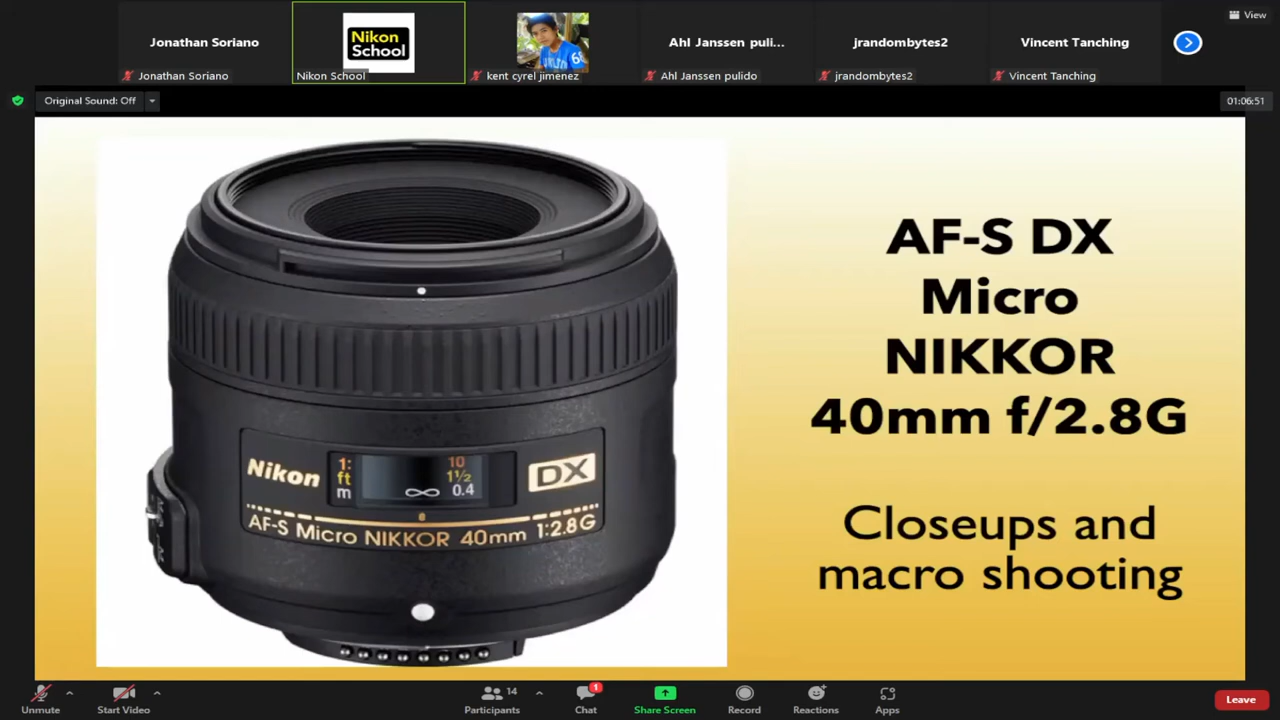 View
Jonathan Soriano
Nikon
School
Ahl Janssen puli...
jrandombytes2
Vincent Tanching
Jonathan Soriano
Nikon School
kent cyrel jimenez
Ahl Janssen pulido
jrandombytes2
Vincent Tanching
Original Sound: Off
01:06:51
AF-S DX
Micro
NIKKOR
40mm f/2.8G
Closeups and
macro shooting
Nikon
1:
ft
m
10
1½
∞ 0.4
DX
AF-S Micro NIKKOR 40mm 1:2.8G
Unmute
Start Video
14
Participants
1
Chat
Share Screen
Record
Reactions
Apps
Leave